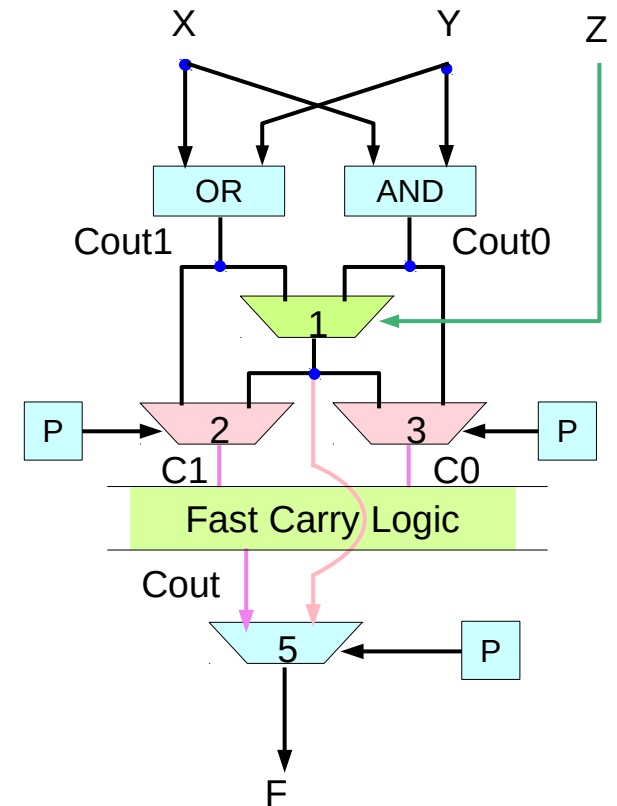 X Y Z
OR AND
Cout1 Cout0
1
P 2 3 P
C1 C0
Fast Carry Logic
Cout
5 P
F